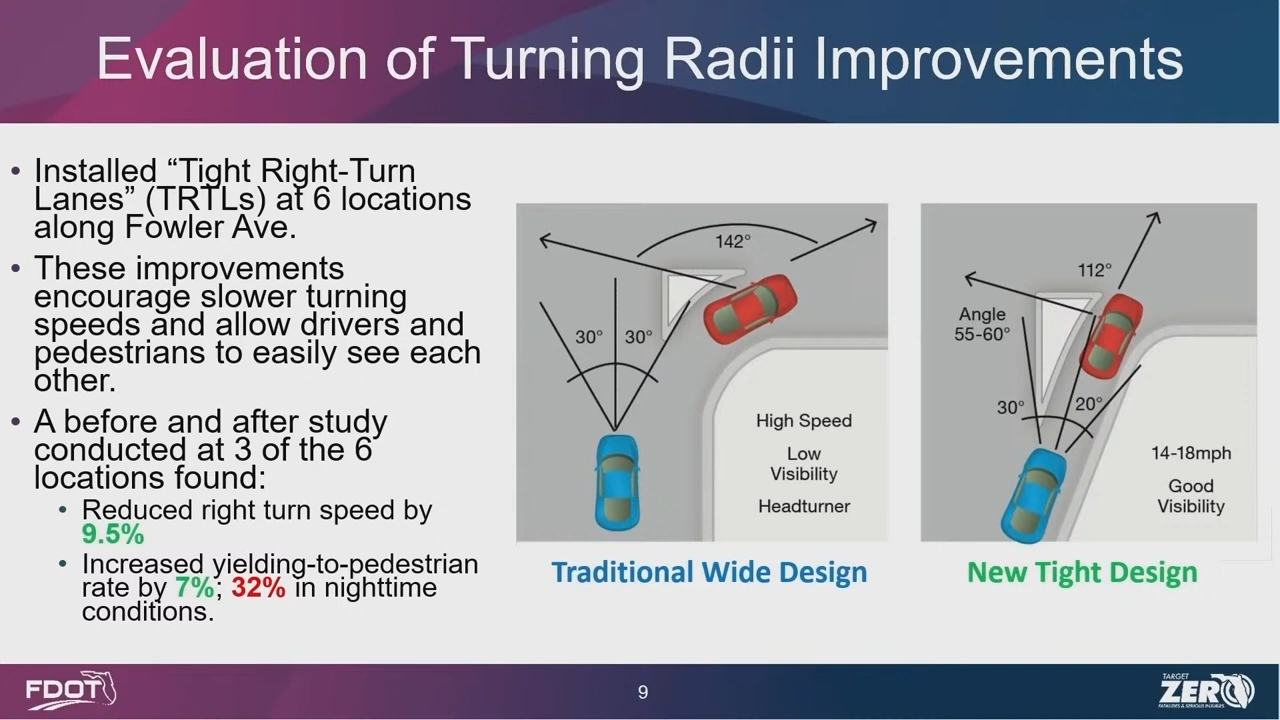 Evaluation of Turning Radii Improvements
• Installed “Tight Right-Turn
Lanes” (TRTLs) at 6 locations
along Fowler Ave.
• These improvements
encourage slower turning
speeds and allow drivers and
pedestrians to easily see each
other.
• A before and after study
conducted at 3 of the 6
locations found:
• Reduced right turn speed by
9.5%
• Increased yielding-to-pedestrian
rate by 7%; 32% in nighttime
conditions.
142°
30° 30°
High Speed
Low
Visibility
Headturner
Traditional Wide Design
112°
Angle
55-60°
30° 20°
14-18mph
Good
Visibility
New Tight Design
FDOT
9
TARGET
ZERO
FATALITIES & SERIOUS INJURIES